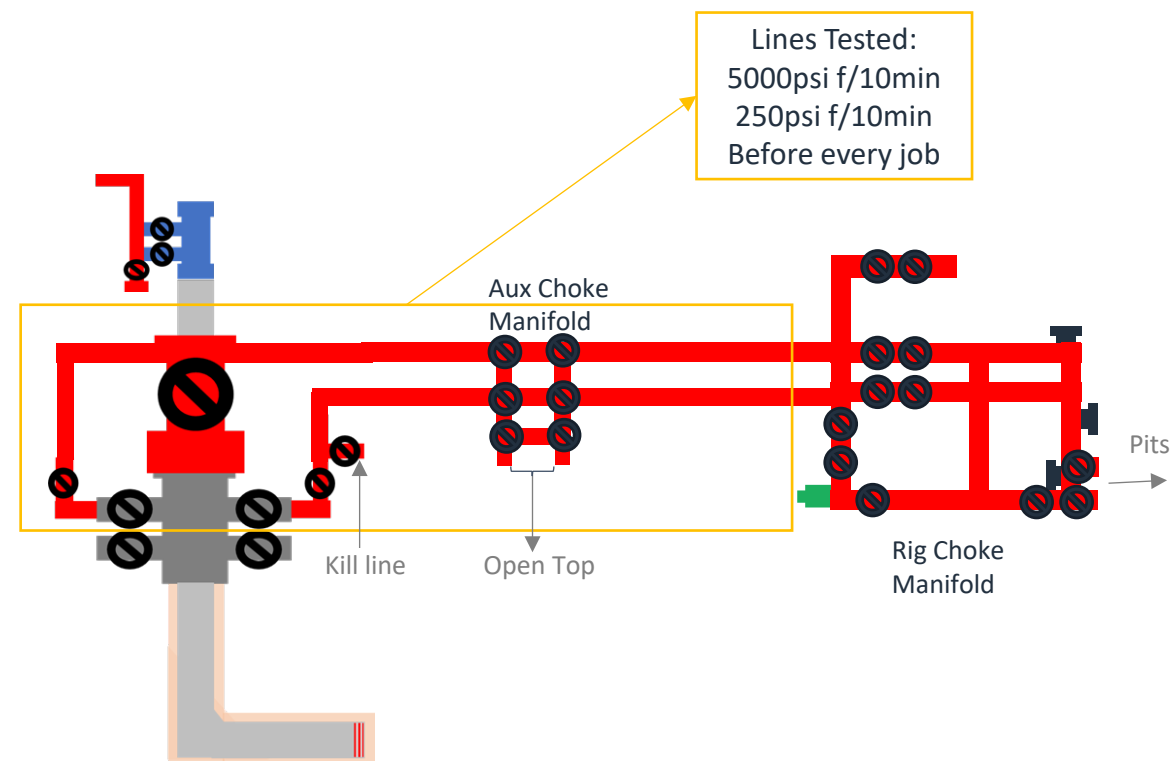 Lines Tested:
5000psi f/10min
250psi f/10min
Before every job
Aux Choke
Manifold
Pits
Kill line
Open Top
Rig Choke
Manifold